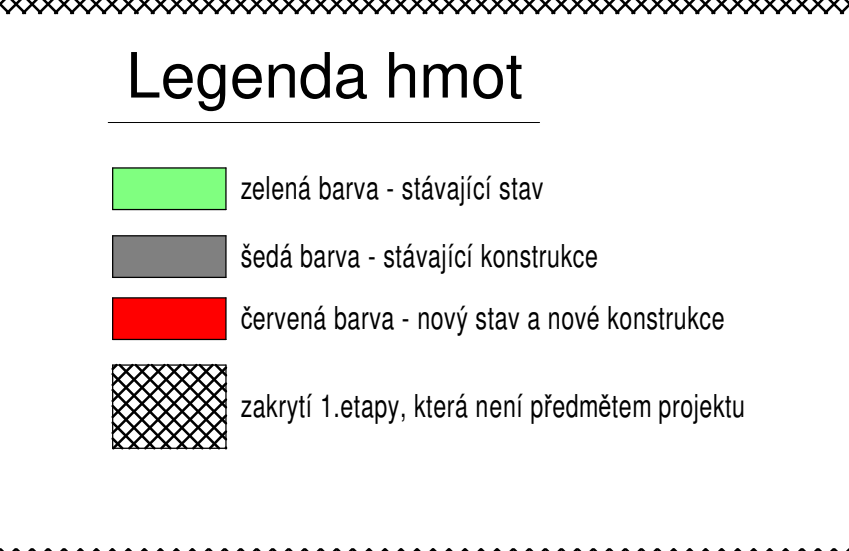 Legenda hmot
zelená barva - stávající stav
šedá barva - stávající konstrukce
červená barva - nový stav a nové konstrukce
zakrytí 1.etapy, která není předmětem projektu